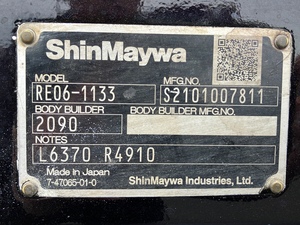 ShinMaywa
MODEL MFG.NO.
RE06-1133 S2101007811
BODY BUILDER BODY BUILDER MFG.NO.
2090
NOTES
L6370 R4910
Made in Japan
7-47065-01-0 ShinMaywa Industries, Ltd.